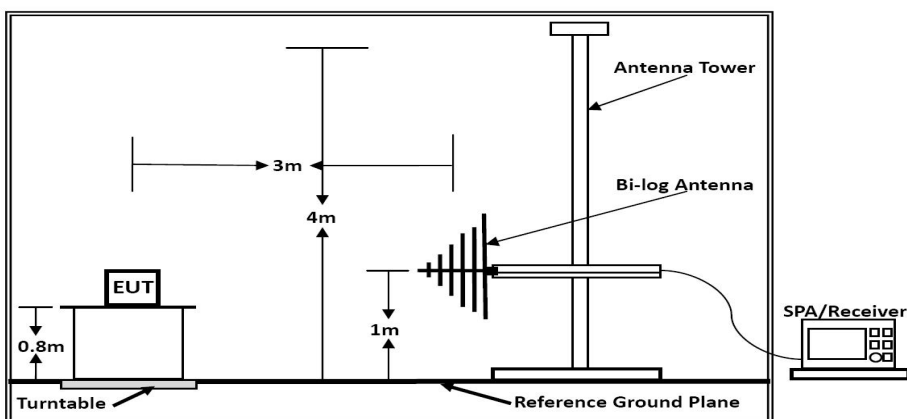 Antenna Tower
3m
Bi-log Antenna
4m
EUT
SPA/Receiver
0.8m
1m
Turntable
Reference Ground Plane